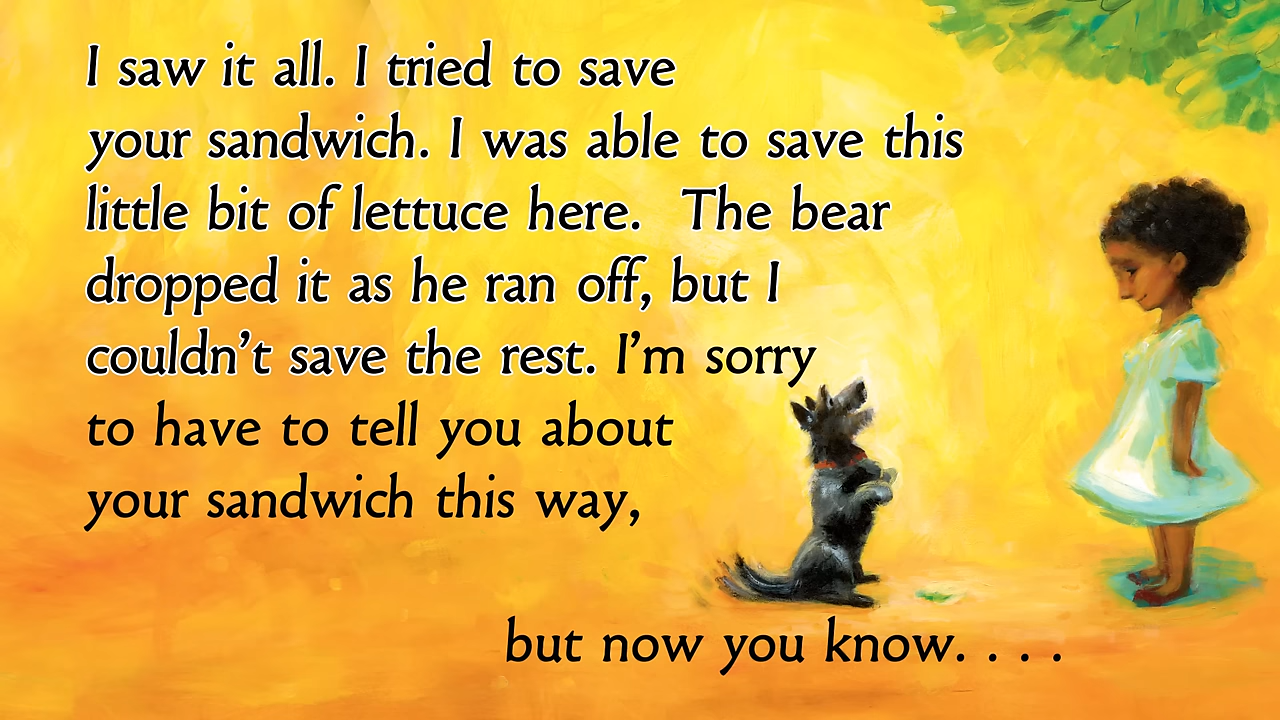 I saw it all. I tried to save
your sandwich. I was able to save this
little bit of lettuce here.  The bear
dropped it as he ran off, but I
couldn’t save the rest. I’m sorry
to have to tell you about
your sandwich this way,
but now you know. . . .